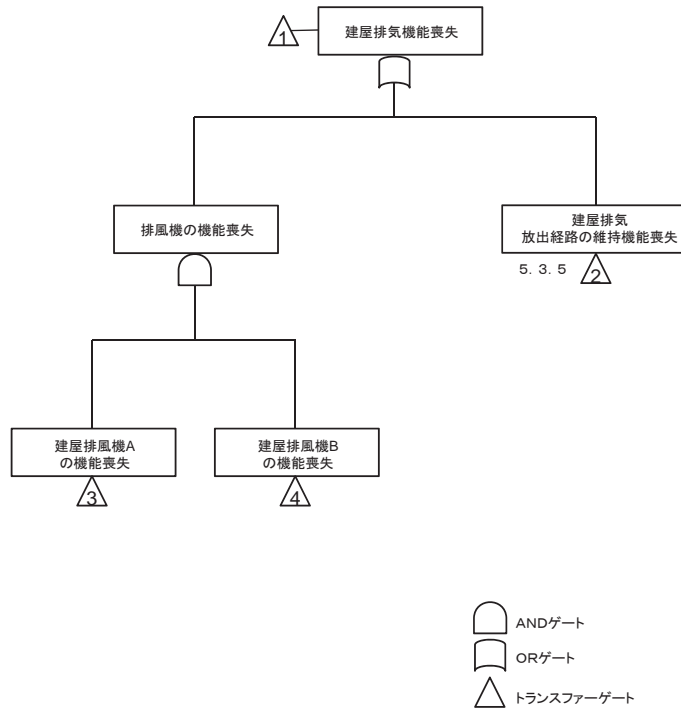 1
建屋排気機能喪失
排風機の機能喪失
建屋排気
放出経路の維持機能喪失
5.3.5
2
建屋排風機A
の機能喪失
建屋排風機B
の機能喪失
3
4
ANDゲート
ORゲート
トランスファーゲート